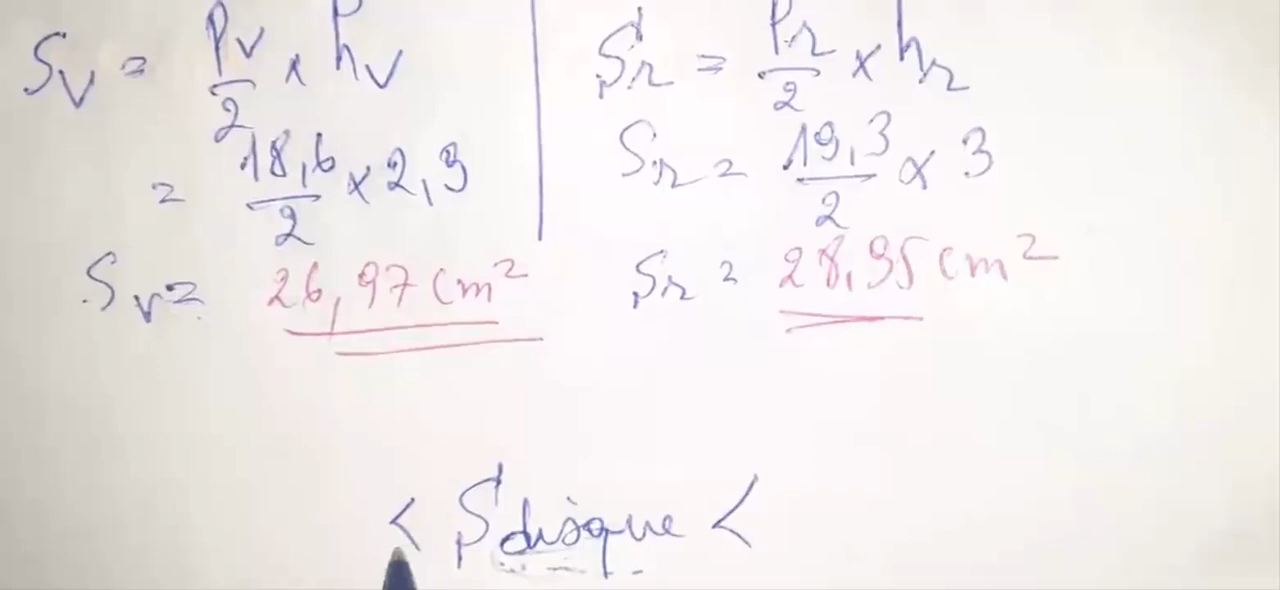 Sv = Pv/2 × hv
= 18,6/2 × 2,9
Sv = 26,97 cm²
Sr = Pr/2 × hr
Sr = 19,3/2 × 3
Sr = 28,95 cm²
< Sdisque <